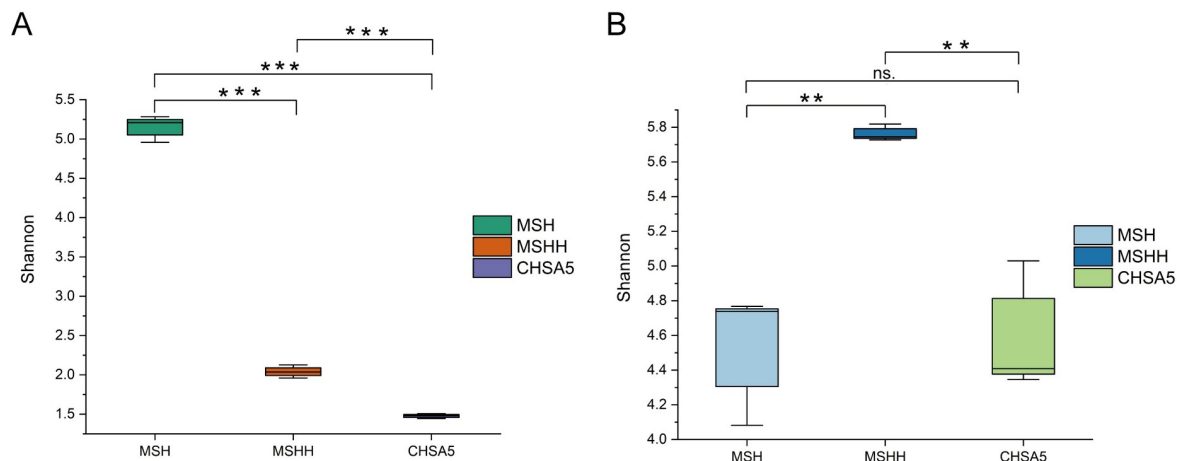 A
***
***
***
5.5
5.0
4.5
4.0
3.5
3.0
2.5
2.0
1.5
Shannon
MSH
MSHH
CHSA5
MSH
MSHH
CHSA5
B
**
ns.
**
5.8
5.6
5.4
5.2
5.0
4.8
4.6
4.4
4.2
4.0
Shannon
MSH
MSHH
CHSA5
MSH
MSHH
CHSA5